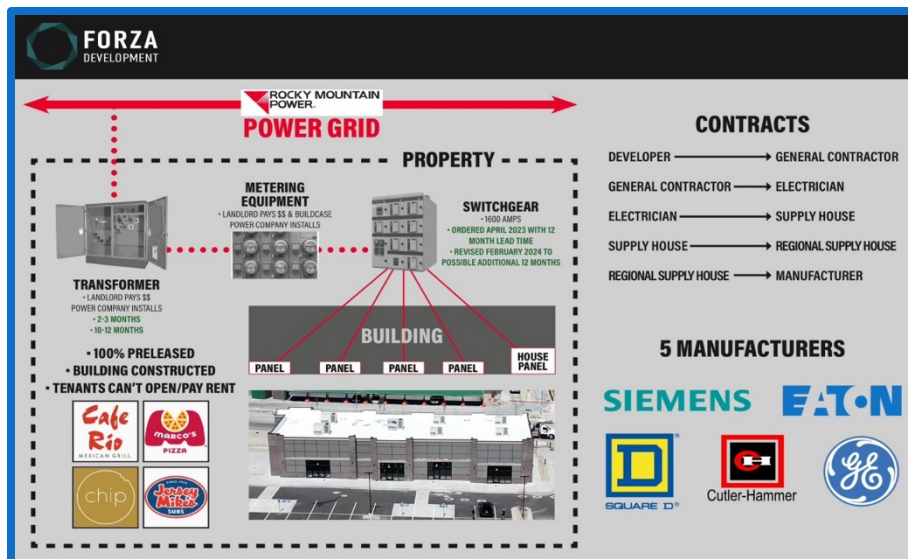 FORZA
DEVELOPMENT
ROCKY MOUNTAIN
POWER.
POWER GRID
PROPERTY
TRANSFORMER
• LANDLORD PAYS $$
POWER COMPANY INSTALLS
• 2-3 MONTHS
• 10-12 MONTHS
METERING
EQUIPMENT
• LANDLORD PAYS $$ & BUILDCASE
POWER COMPANY INSTALLS
SWITCHGEAR
• 1600 AMPS
• ORDERED APRIL 2023 WITH 12
MONTH LEAD TIME
• REVISED FEBRUARY 2024 TO
POSSIBLE ADDITIONAL 12 MONTHS
BUILDING
PANEL
PANEL
PANEL
PANEL
HOUSE
PANEL
• 100% PRELEASED
• BUILDING CONSTRUCTED
• TENANTS CAN'T OPEN/PAY RENT
Cafe
Rio
MEXICAN GRILL.
MARCO'S
PIZZA
chip
Jersey
Mike's
SUBS
CONTRACTS
DEVELOPER → GENERAL CONTRACTOR
GENERAL CONTRACTOR → ELECTRICIAN
ELECTRICIAN → SUPPLY HOUSE
SUPPLY HOUSE → REGIONAL SUPPLY HOUSE
REGIONAL SUPPLY HOUSE → MANUFACTURER
5 MANUFACTURERS
SIEMENS
EATON
D
SQUARE D®
CH
Cutler-Hammer
GE